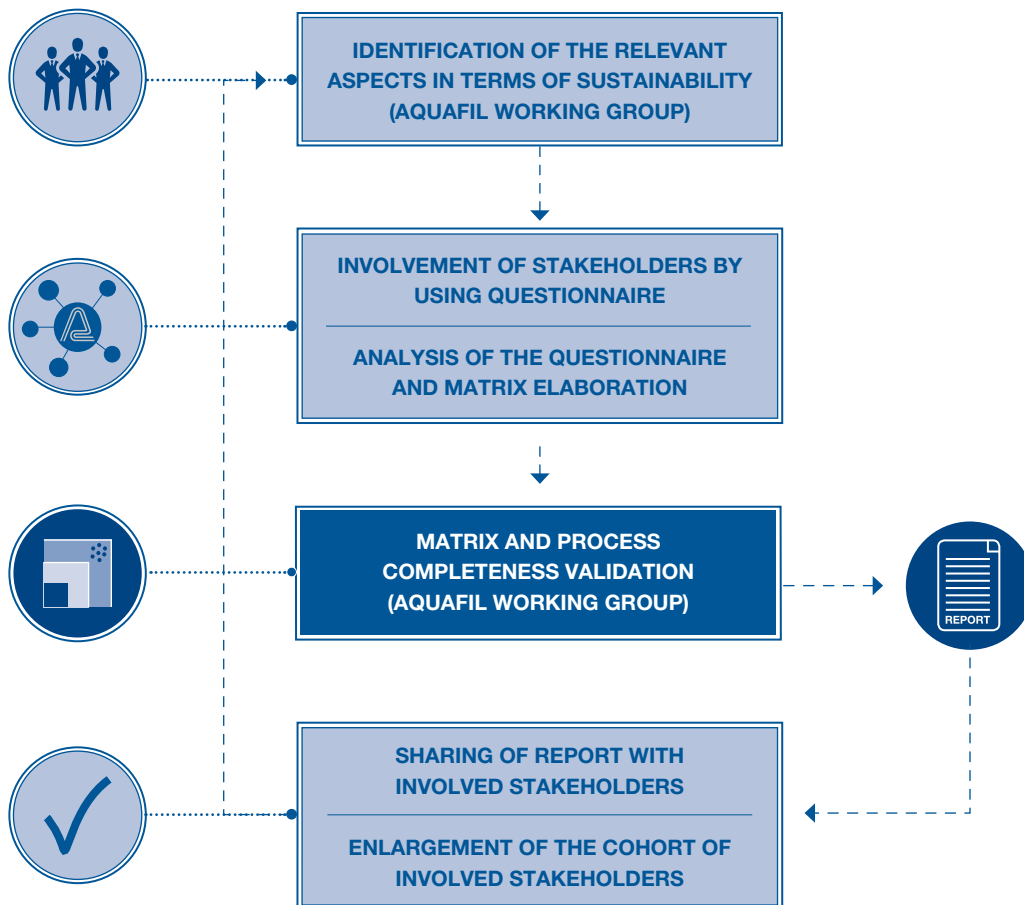 IDENTIFICATION OF THE RELEVANT
ASPECTS IN TERMS OF SUSTAINABILITY
(AQUAFIL WORKING GROUP)
INVOLVEMENT OF STAKEHOLDERS BY
USING QUESTIONNAIRE
ANALYSIS OF THE QUESTIONNAIRE
AND MATRIX ELABORATION
MATRIX AND PROCESS
COMPLETENESS VALIDATION
(AQUAFIL WORKING GROUP)
REPORT
SHARING OF REPORT WITH
INVOLVED STAKEHOLDERS
ENLARGEMENT OF THE COHORT OF
INVOLVED STAKEHOLDERS